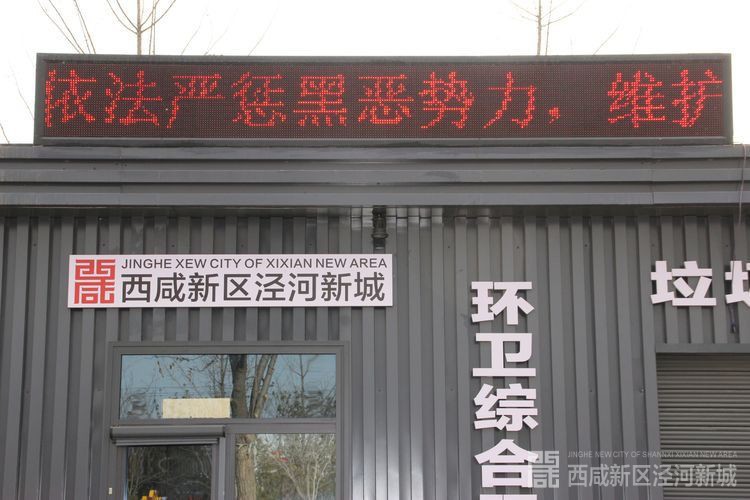 依法严惩黑恶势力，维护
JINGHE XEW CITY OF XIXIAN NEW AREA
西咸新区泾河新城
环卫综合
垃圾
JINGHE NEW CITY OF SHAANXI XIXIAN NEW AREA
西咸新区泾河新城